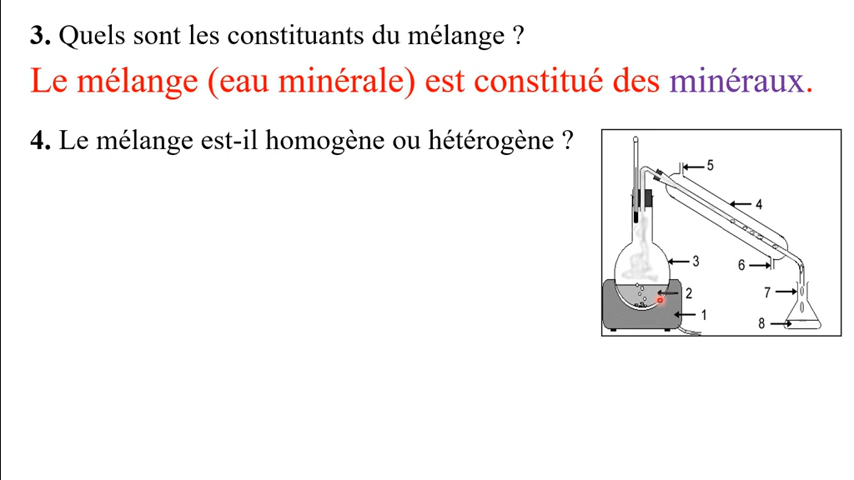 3. Quels sont les constituants du mélange ?
Le mélange (eau minérale) est constitué des minéraux.
4. Le mélange est-il homogène ou hétérogène ?
5
4
3
6
2
7
1
8